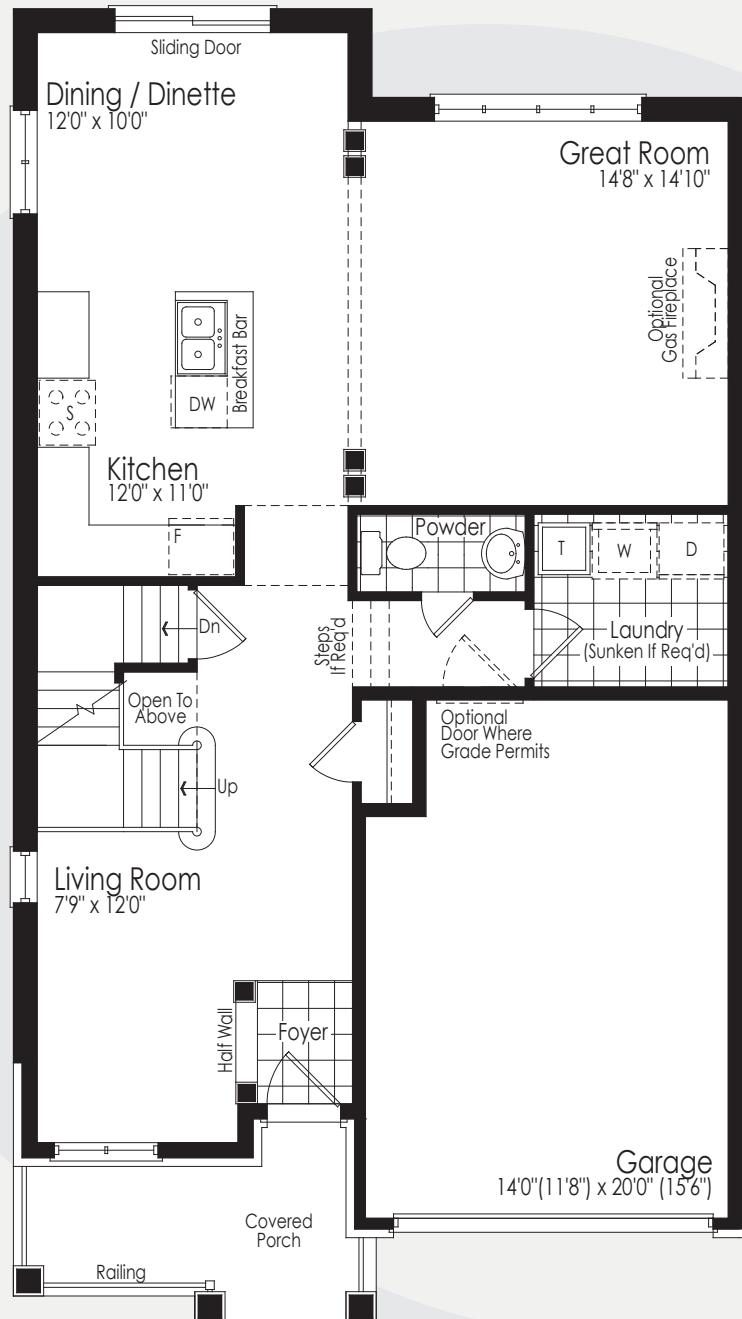 Sliding Door
Dining / Dinette
12'0" x 10'0"
Great Room
14'8" x 14'10"
Optional
Gas Fireplace
Breakfast Bar
DW
S
Kitchen
12'0" x 11'0"
F
Powder
T
W
D
Laundry
(Sunken If Req'd)
Steps
If Req'd
Dn
Open To
Above
Optional
Door Where
Grade Permits
Up
Living Room
7'9" x 12'0"
Half Wall
Foyer
Garage
14'0"(11'8") x 20'0" (15'6")
Covered
Porch
Railing